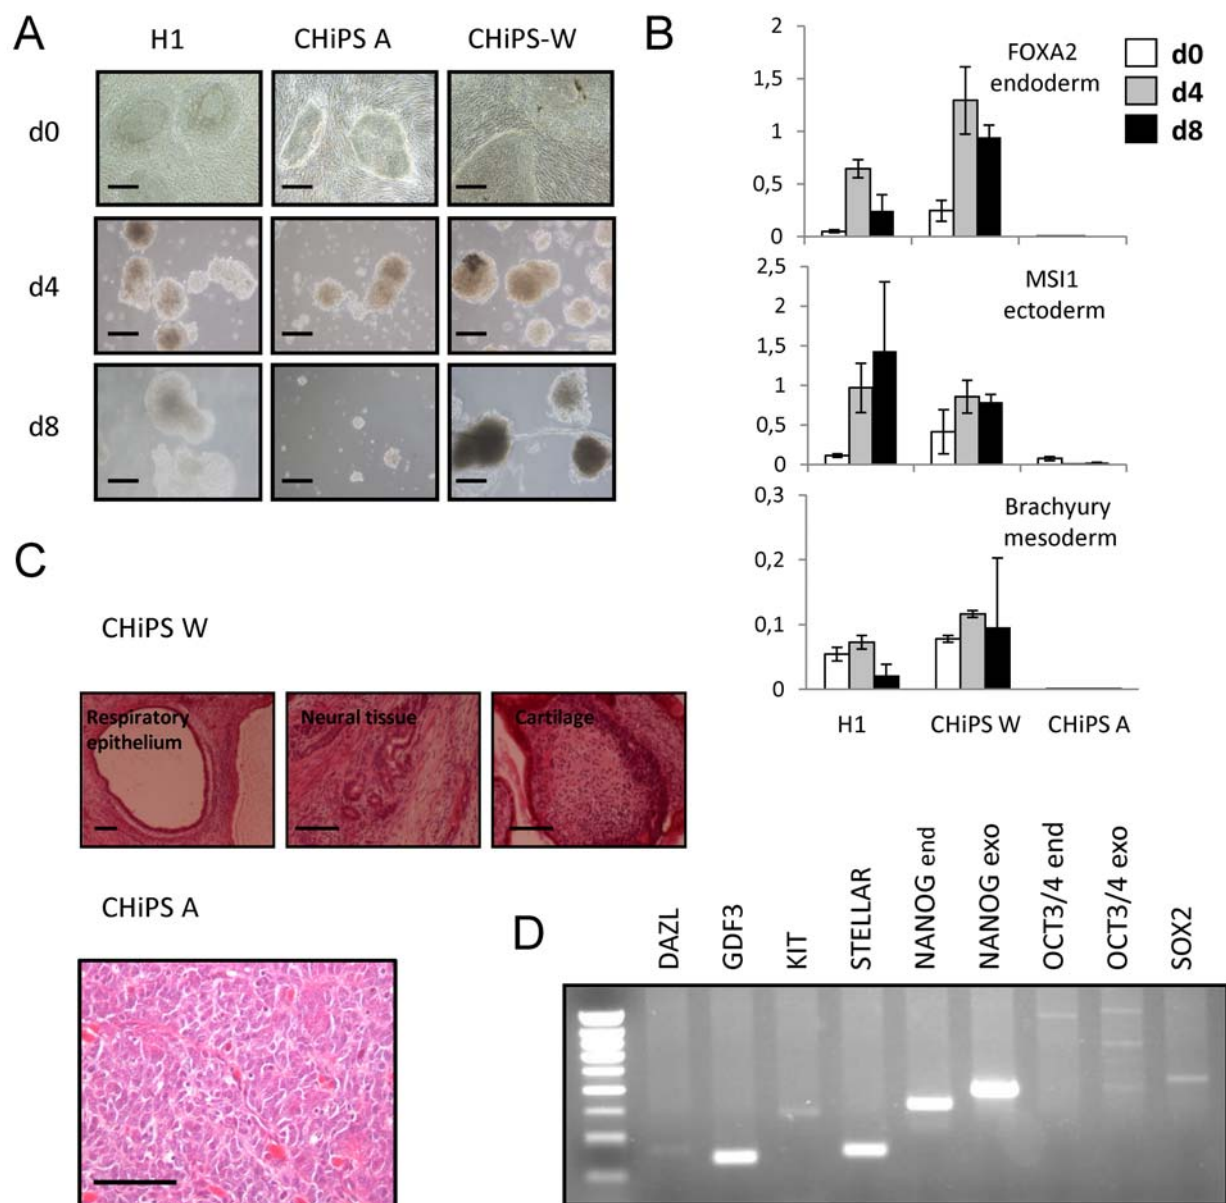 A
H1
CHiPS A
CHiPS-W
d0
d4
d8
B
2
1,5
1
0,5
0
FOXA2
endoderm
d0
d4
d8
2,5
2
1,5
1
0,5
0
MSI1
ectoderm
0,3
0,2
0,1
0
Brachyury
mesoderm
H1
CHiPS W
CHiPS A
C
CHiPS W
Respiratory
epithelium
Neural tissue
Cartilage
CHiPS A
D
DAZL
GDF3
KIT
STELLAR
NANOG end
NANOG exo
OCT3/4 end
OCT3/4 exo
SOX2